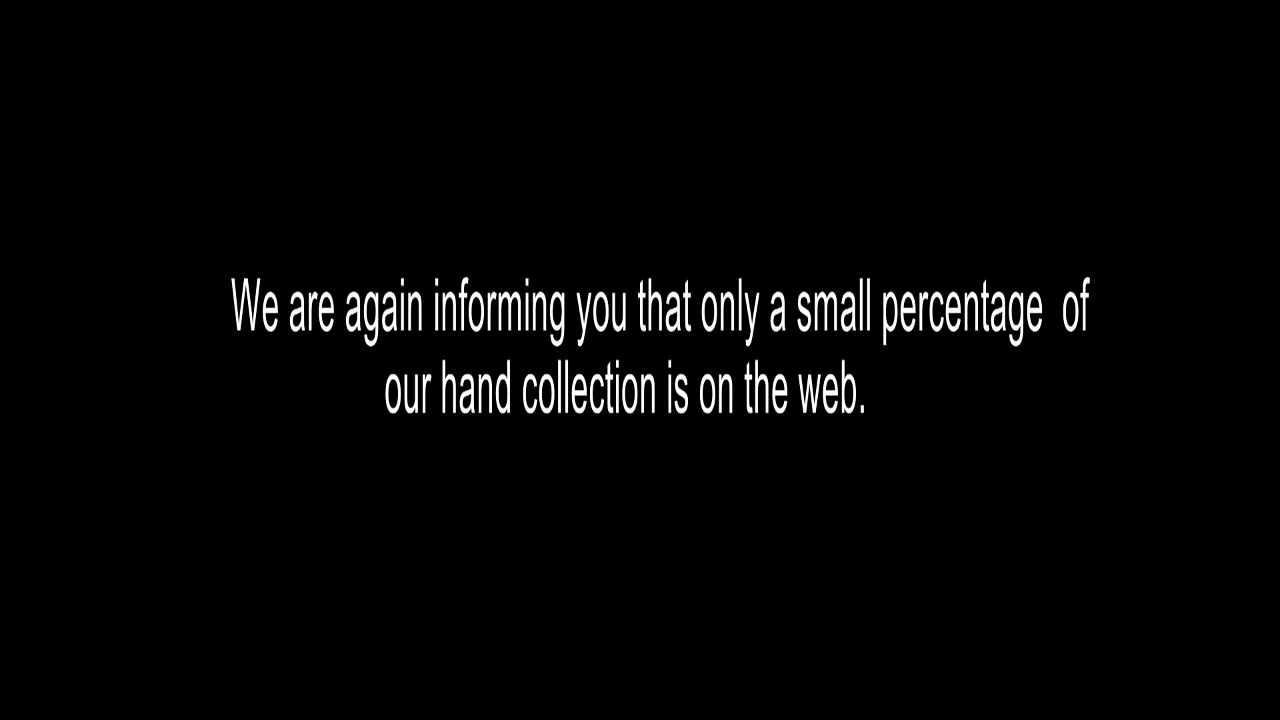 We are again informing you that only a small percentage  of
our hand collection is on the web.